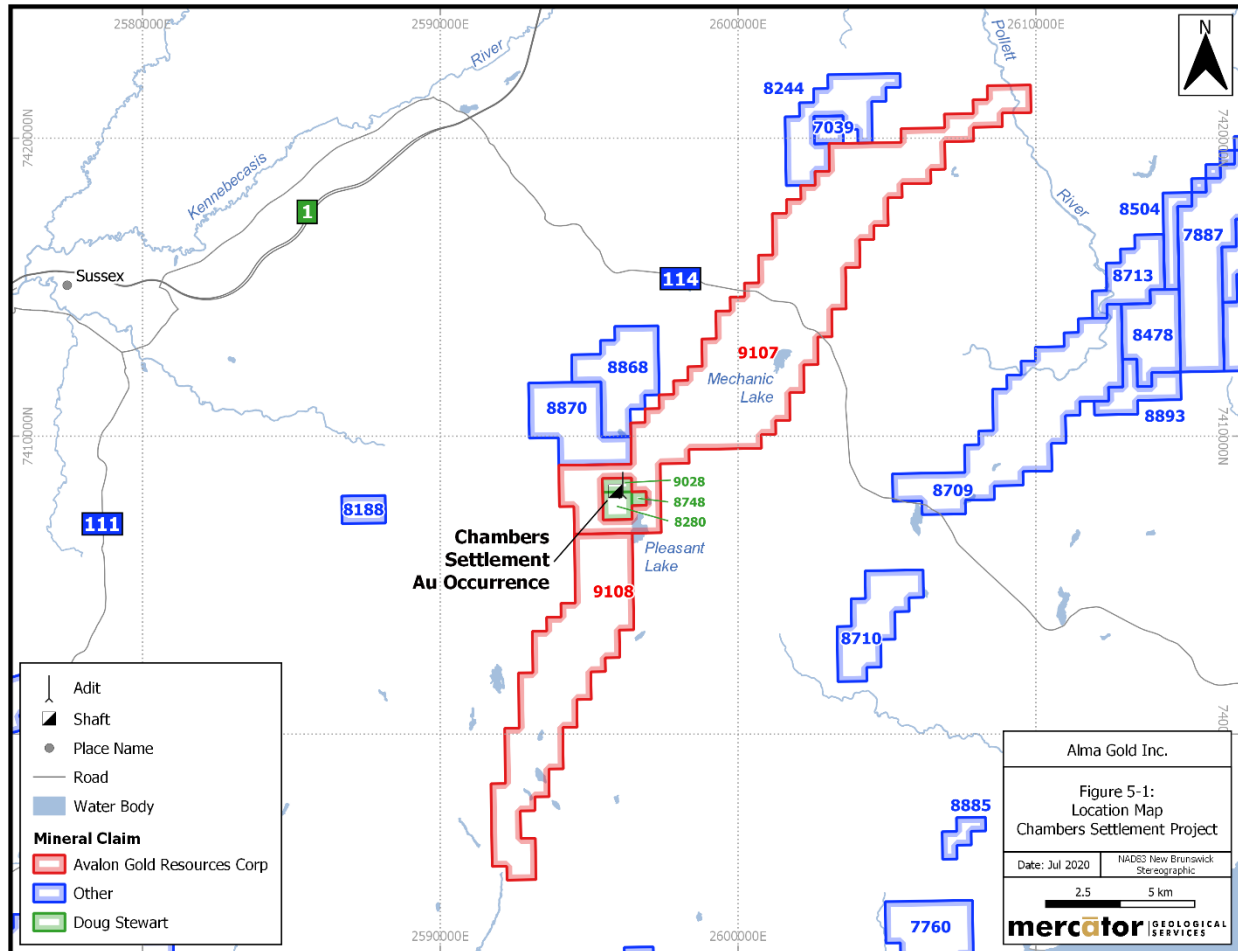 2580000E
2590000E
2600000E
2610000E
N
River
Pollett
8244
7039
7420000N
7420000N
Kennebecasis
River
1
8504
7887
8713
Sussex
114
8478
9107
8868
Mechanic
Lake
8870
8893
7410000N
9028
8709
8748
8188
8280
111
Chambers
Settlement
Au Occurrence
Pleasant
Lake
9108
8710
Adit
Shaft
Place Name
Road
Water Body
Mineral Claim
Avalon Gold Resources Corp
Other
Doug Stewart
7400
Alma Gold Inc.
Figure 5-1:
Location Map
Chambers Settlement Project
Date: Jul 2020
NAD83 New Brunswick
Stereographic
2.5 5 km
mercator GEOLOGICAL
SERVICES
8885
7760
2590000E
2600000E